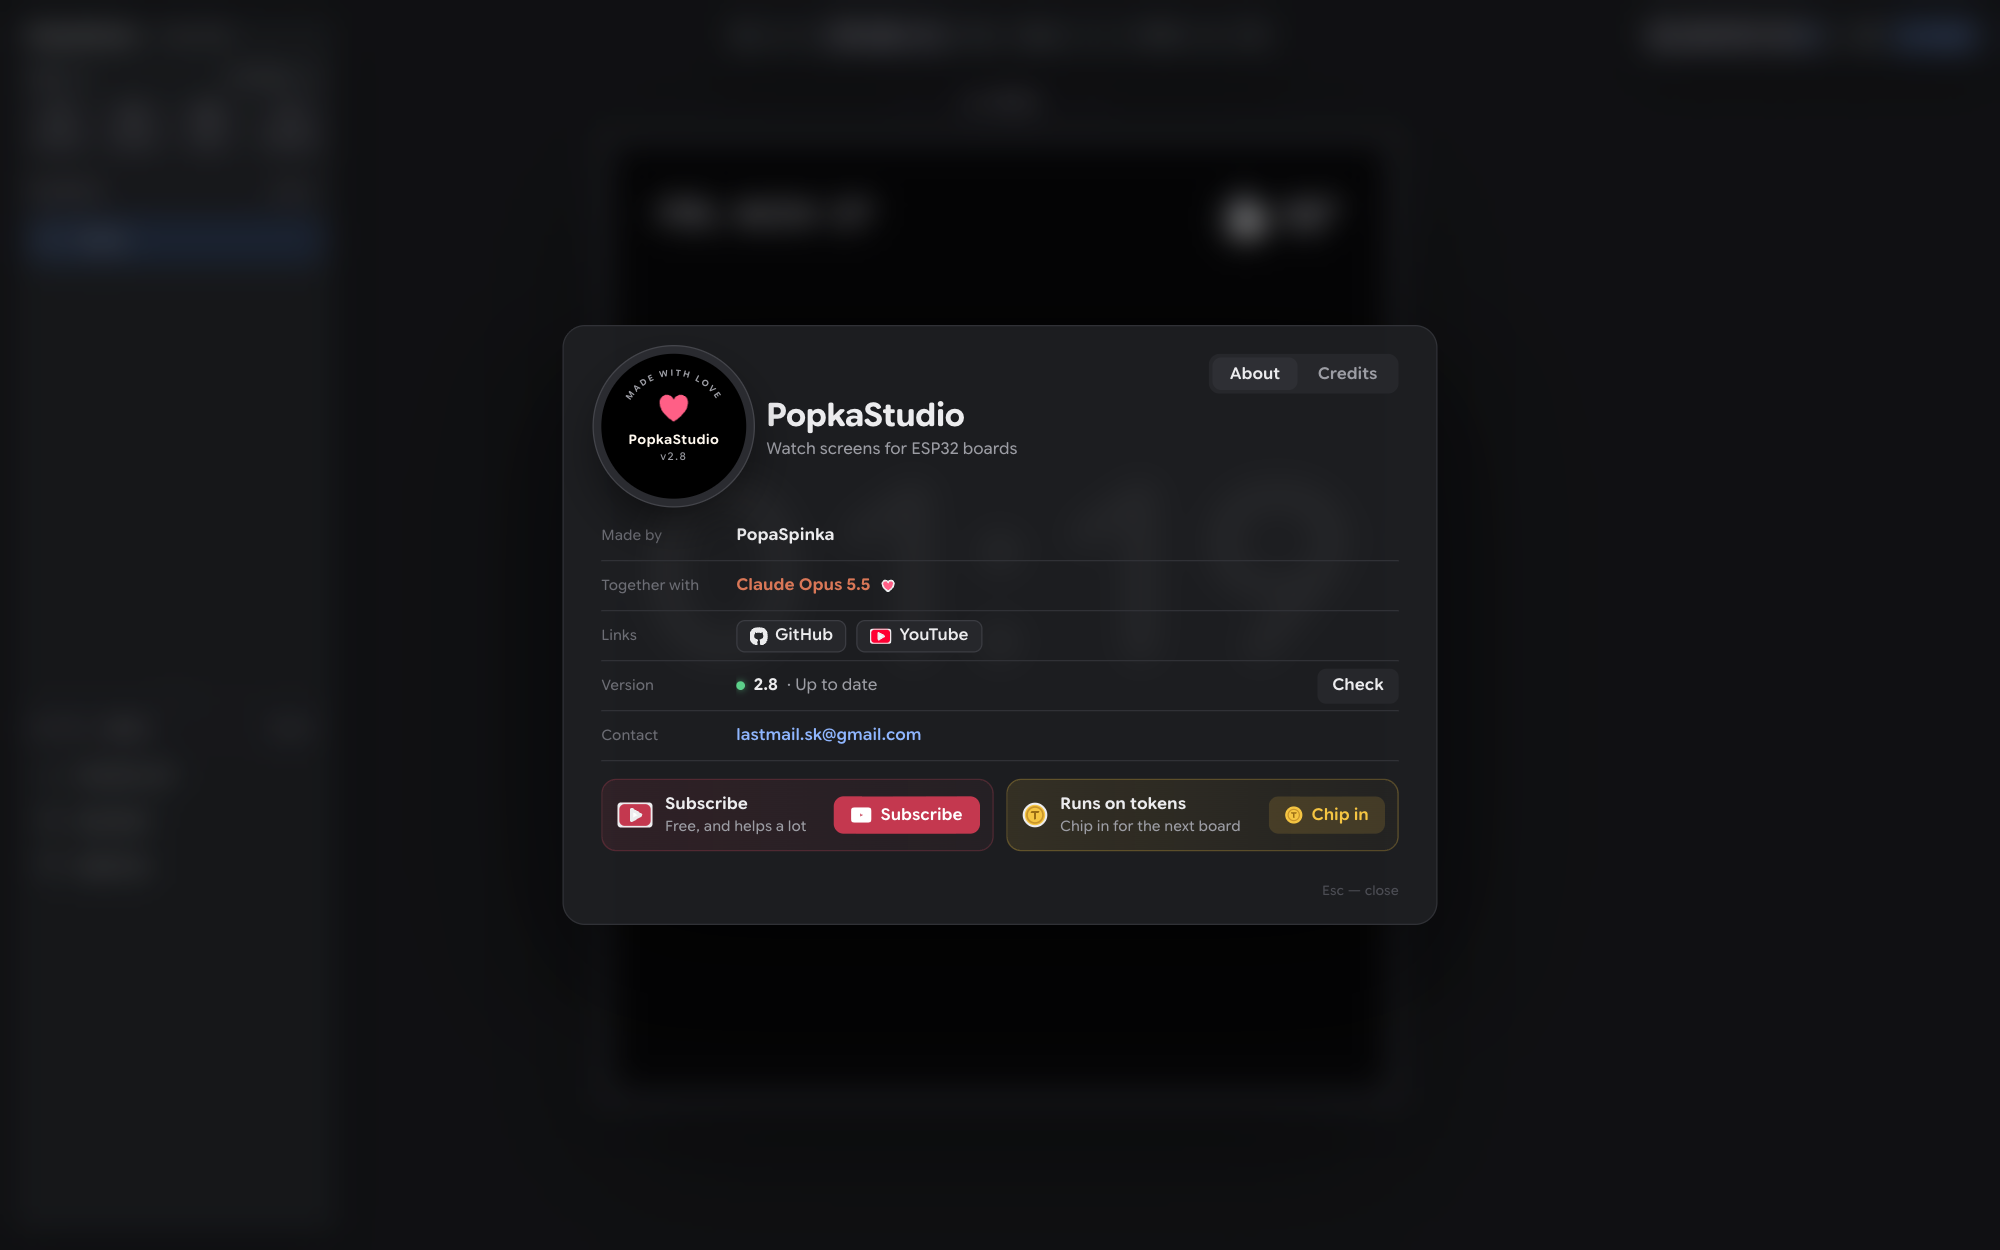 MADE WITH LOVE
PopkaStudio
v2.8
PopkaStudio
Watch screens for ESP32 boards
About
Credits
Made by
PopaSpinka
Together with
Claude Opus 5.5
Links
GitHub
YouTube
Version
2.8 · Up to date
Check
Contact
lastmail.sk@gmail.com
Subscribe
Free, and helps a lot
Subscribe
Runs on tokens
Chip in for the next board
Chip in
Esc — close